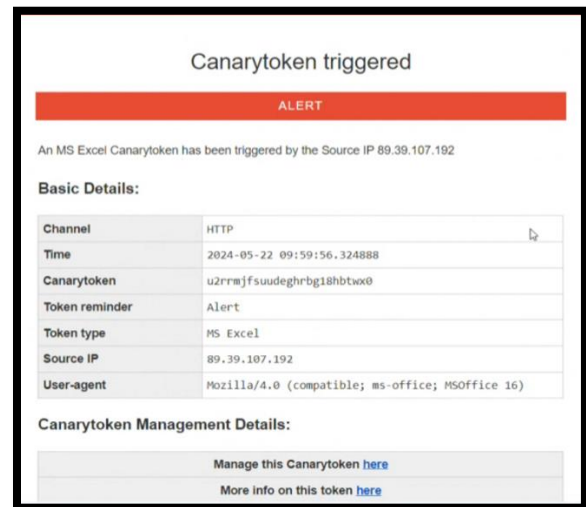 Canarytoken triggered
ALERT
An MS Excel Canarytoken has been triggered by the Source IP 89.39.107.192
Basic Details:
Channel HTTP
Time 2024-05-22 09:59:56.324888
Canarytoken u2rrmjfsuudeghrbg18hbtwx0
Token reminder Alert
Token type MS Excel
Source IP 89.39.107.192
User-agent Mozilla/4.0 (compatible; ms-office; MSOffice 16)
Canarytoken Management Details:
Manage this Canarytoken here
More info on this token here